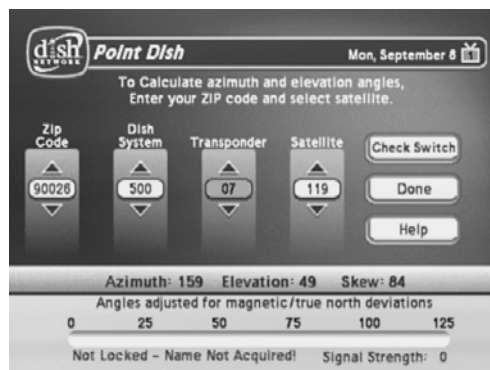 dish
NETWORK
Point Dish
Mon, September 8
To Calculate azimuth and elevation angles,
Enter your ZIP code and select satellite.
Zip Code
Dish System
Transponder
Satellite
90026
500
07
119
Check Switch
Done
Help
Azimuth: 159 Elevation: 49 Skew: 84
Angles adjusted for magnetic/true north deviations
0 25 50 75 100 125
Not Locked – Name Not Acquired! Signal Strength: 0